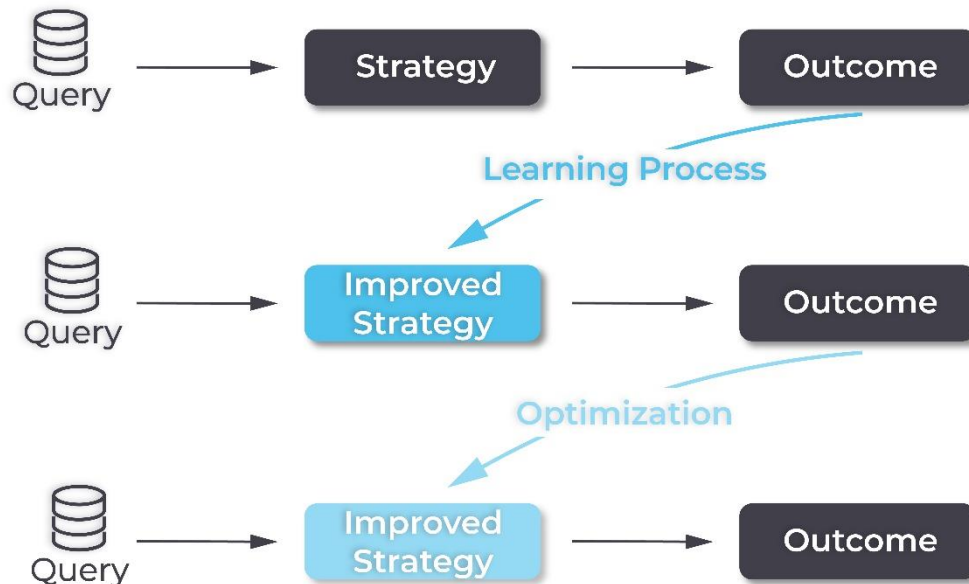 Query
Strategy
Outcome
Learning Process
Query
Improved
Strategy
Outcome
Optimization
Query
Improved
Strategy
Outcome